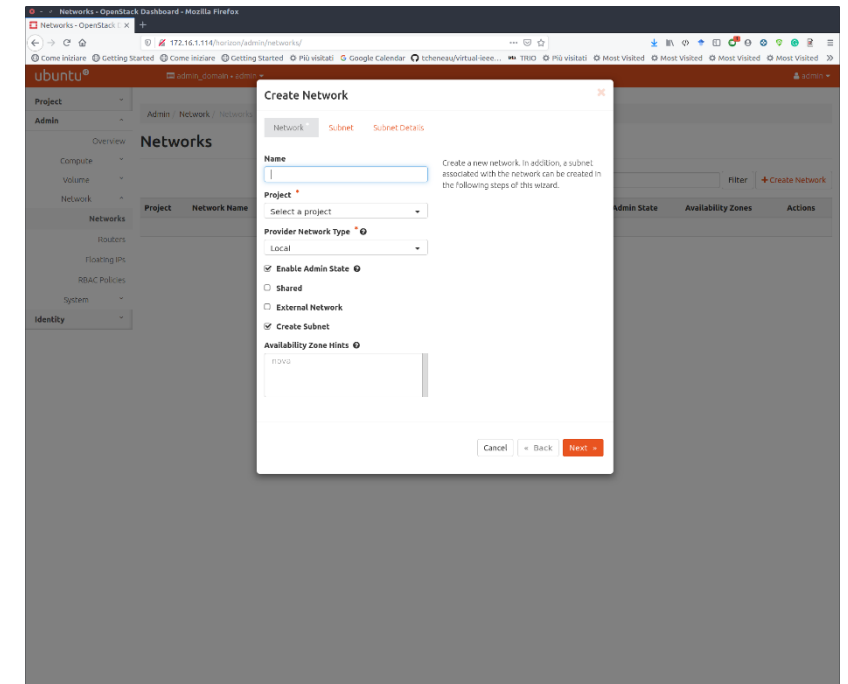 Networks - OpenStack Dashboard - Mozilla Firefox
Networks - OpenStack
172.16.1.114/horizon/admin/networks/
Come iniziare Getting Started Come iniziare Getting Started Più visitati Google Calendar tcheneau/virtual-ieee... TRIO Più visitati Most Visited Most Visited Most Visited Most Visited
ubuntu® admin_domain • admin admin
Project
Admin
Overview
Compute
Volume
Network
Networks
Routers
Floating IPs
RBAC Policies
System
Identity
Admin / Network / Networks
Networks
Filter + Create Network
Project Network Name Admin State Availability Zones Actions
Create Network
Network * Subnet Subnet Details
Name
Project *
Select a project
Provider Network Type *
Local
Enable Admin State
Shared
External Network
Create Subnet
Availability Zone Hints
nova
Create a new network. In addition, a subnet
associated with the network can be created in
the following steps of this wizard.
Cancel « Back Next »